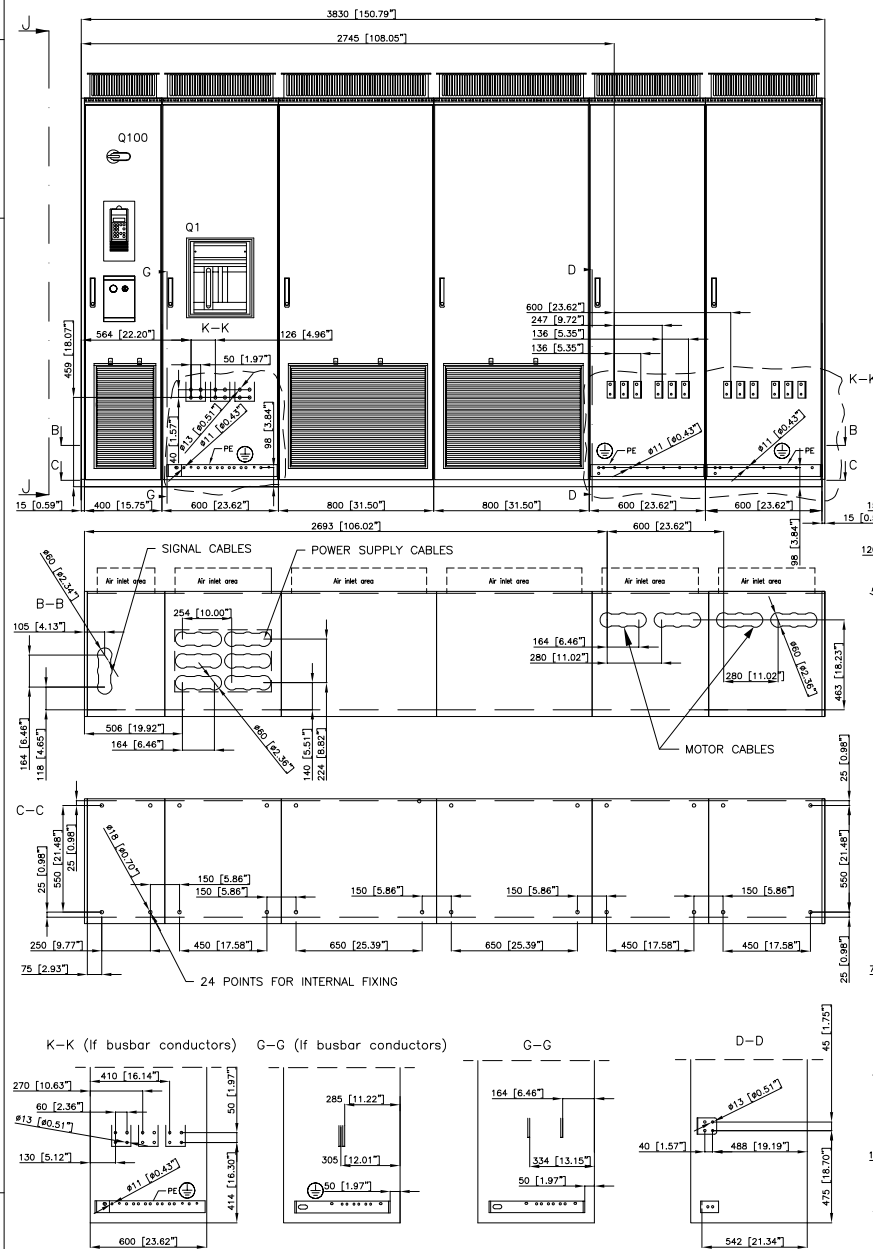 J
3830 [150.79"]
2745 [108.05"]
Q100
Q1
G
D
K-K
564 [22.20"]
126 [4.96"]
50 [1.97"]
459 [18.07"]
600 [23.62"]
247 [9.72"]
136 [5.35"]
136 [5.35"]
K-K
40 [1.57"]
ø13 [ø0.51"]
ø11 [ø0.43"]
98 [3.84"]
PE
PE
ø11 [ø0.43"]
PE
ø11 [ø0.43"]
B
B
C
C
J
G
D
15 [0.59"]
400 [15.75"]
600 [23.62"]
800 [31.50"]
800 [31.50"]
600 [23.62"]
600 [23.62"]
98 [3.84"]
2693 [106.02"]
600 [23.62"]
SIGNAL CABLES
POWER SUPPLY CABLES
ø60 [ø2.34"]
Air inlet area
Air inlet area
Air inlet area
Air inlet area
Air inlet area
Air inlet area
B-B
105 [4.13"]
254 [10.00"]
164 [6.46"]
280 [11.02"]
ø60 [ø2.36"]
280 [11.02"]
463 [18.23"]
164 [6.46"]
118 [4.65"]
506 [19.92"]
164 [6.46"]
ø60 [ø2.36"]
140 [5.51"]
224 [8.82"]
MOTOR CABLES
C-C
25 [0.98"]
25 [0.98"]
550 [21.48"]
25 [0.98"]
ø18 [ø0.70"]
150 [5.86"]
150 [5.86"]
150 [5.86"]
150 [5.86"]
150 [5.86"]
550 [21.48"]
25 [0.98"]
250 [9.77"]
450 [17.58"]
650 [25.39"]
650 [25.39"]
450 [17.58"]
450 [17.58"]
75 [2.93"]
24 POINTS FOR INTERNAL FIXING
K-K (If busbar conductors)
410 [16.14"]
270 [10.63"]
60 [2.36"]
ø13 [ø0.51"]
130 [5.12"]
ø11 [ø0.43"]
PE
50 [1.97"]
414 [16.30"]
600 [23.62"]
G-G (If busbar conductors)
285 [11.22"]
305 [12.01"]
50 [1.97"]
G-G
164 [6.46"]
334 [13.15"]
50 [1.97"]
D-D
45 [1.75"]
ø13 [ø0.51"]
40 [1.57"]
488 [19.19"]
475 [18.70"]
542 [21.34"]